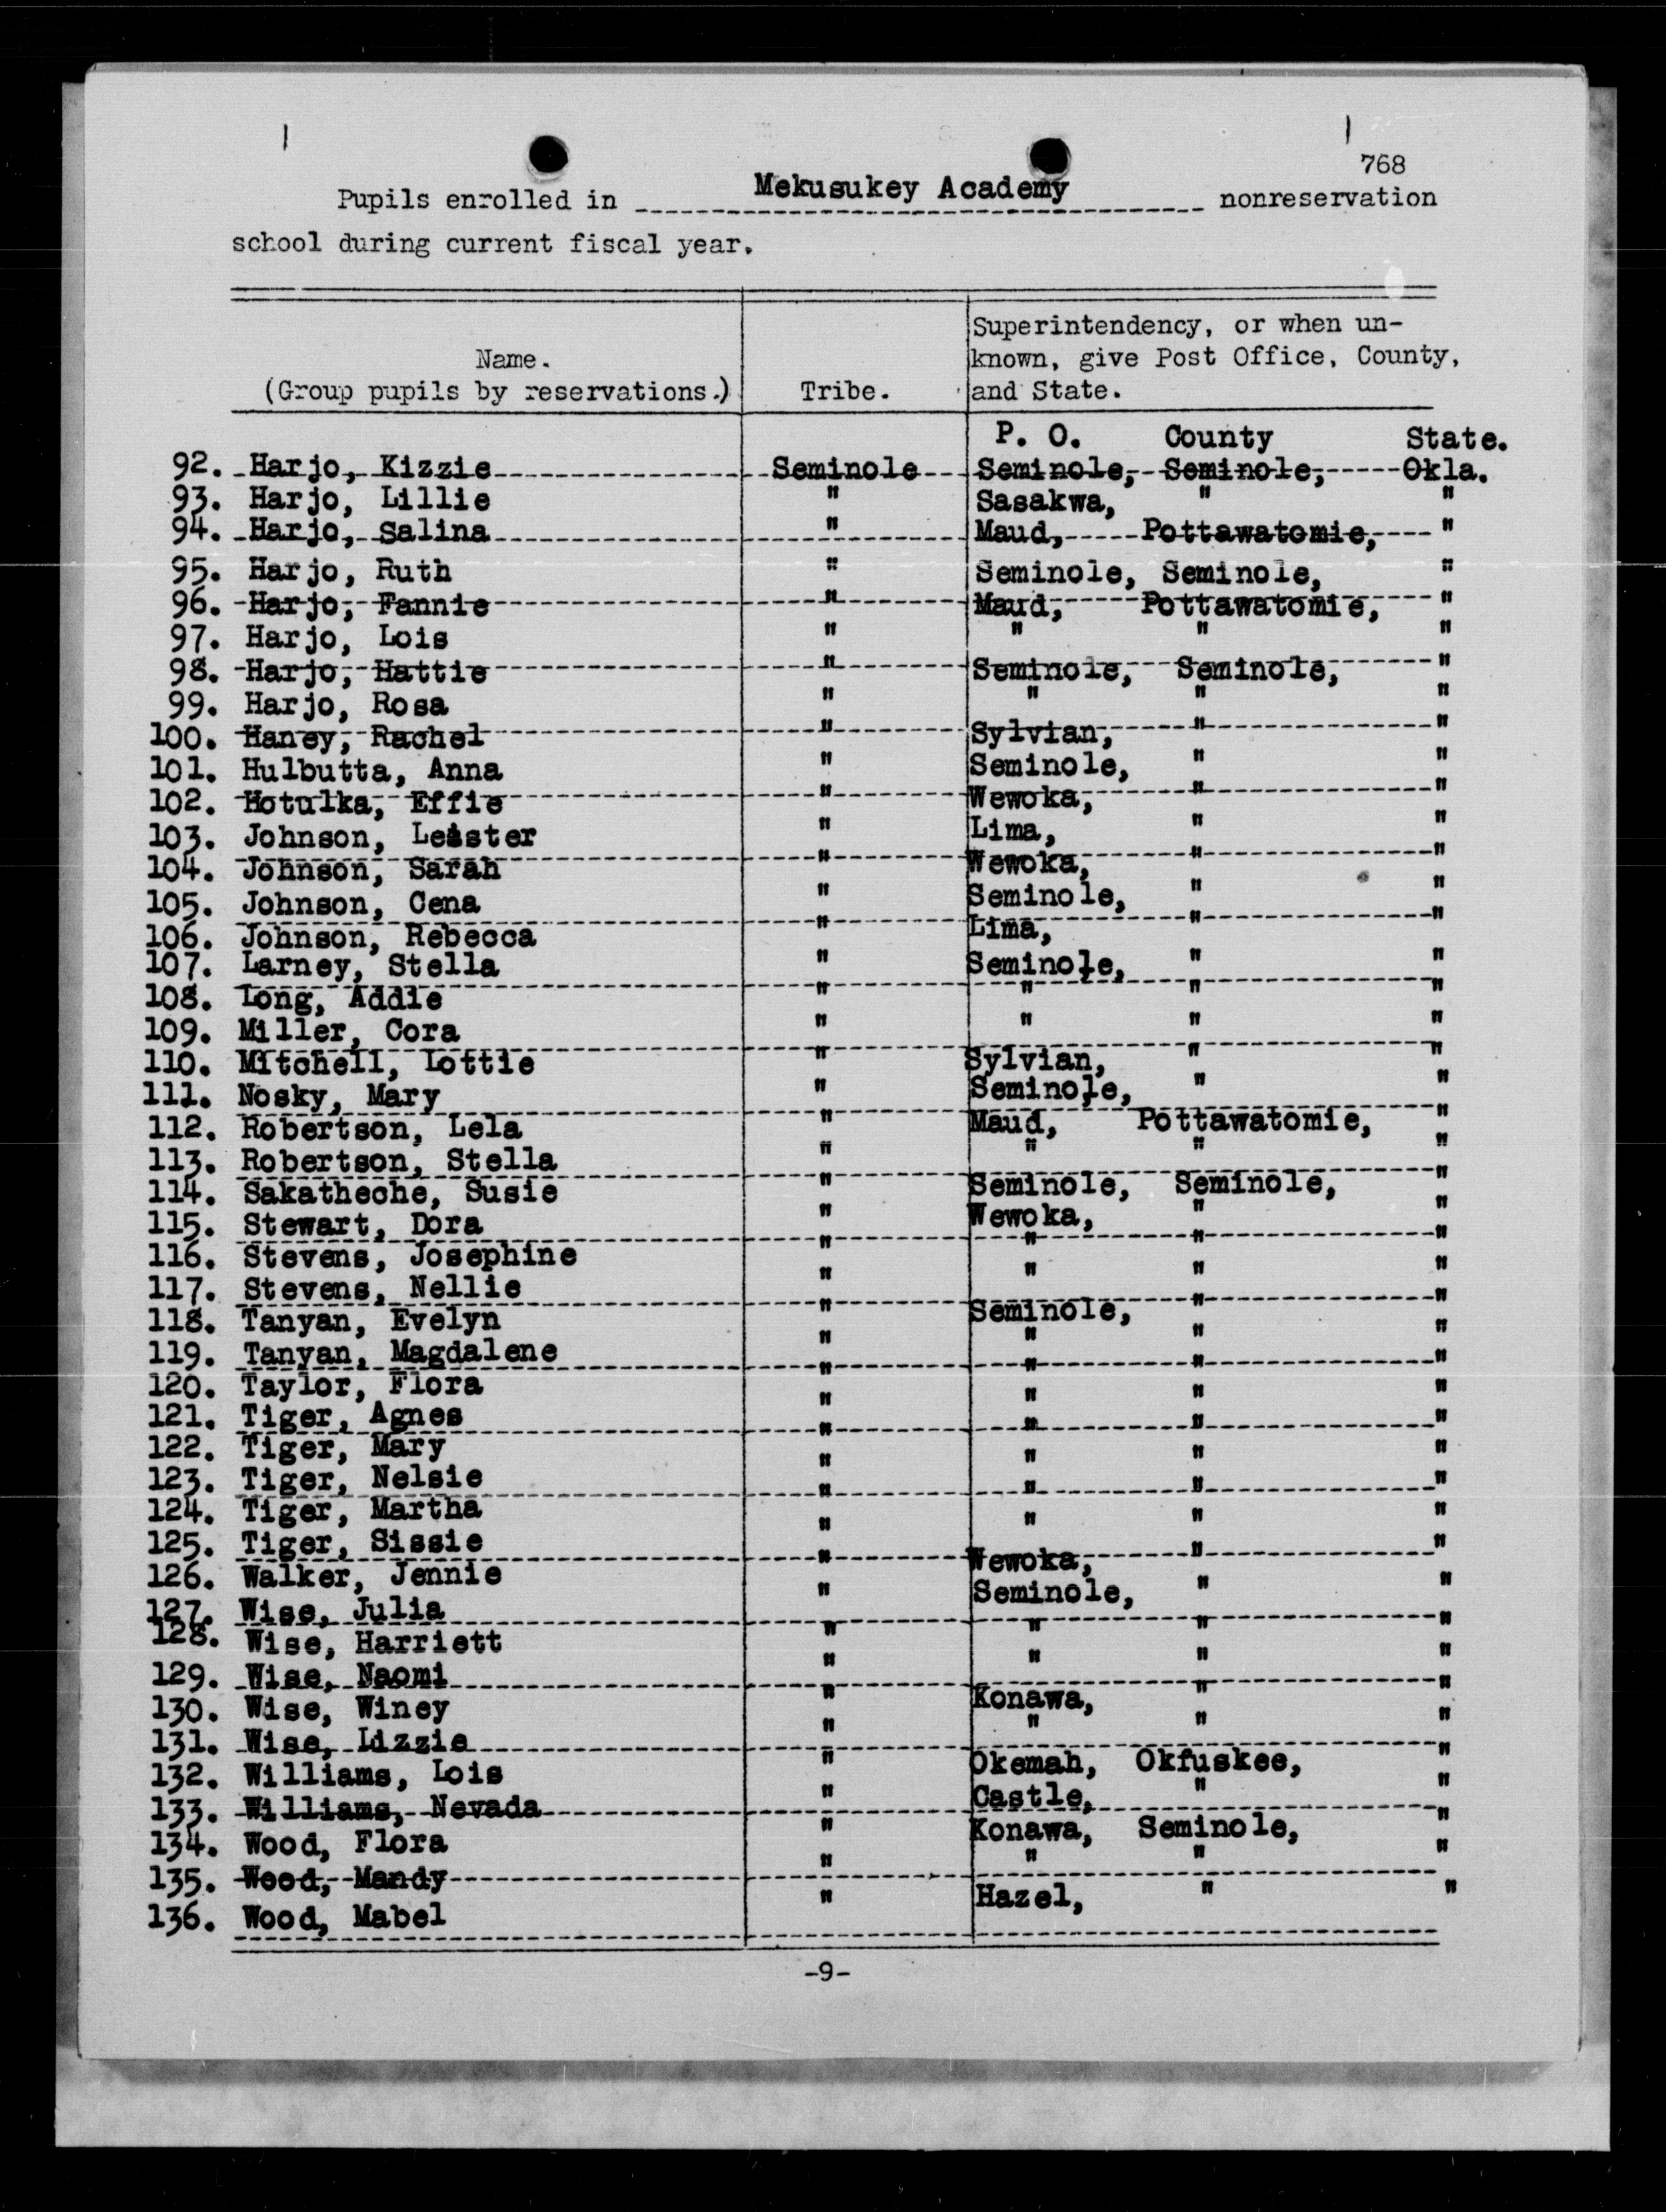 768
Pupils enrolled in Mekusukey Academy nonreservation
school during current fiscal year.
Name.
(Group pupils by reservations.)
Tribe.
Superintendency, or when un-
known, give Post Office, County,
and State.
P. O. County State.
92. Harjo, Kizzie Seminole Seminole, Seminole, Okla.
93. Harjo, Lillie " Sasakwa, " "
94. Harjo, Salina " Maud, Pottawatomie, "
95. Harjo, Ruth " Seminole, Seminole, "
96. Harjo, Fannie " Maud, Pottawatomie, "
97. Harjo, Lois " " " "
98. Harjo, Hattie " Seminole, Seminole, "
99. Harjo, Rosa " " " "
100. Haney, Rachel " Sylvian, " "
101. Hulbutta, Anna " Seminole, " "
102. Hotulka, Effie " Wewoka, " "
103. Johnson, Leister " Lima, " "
104. Johnson, Sarah " Wewoka, " "
105. Johnson, Cena " Seminole, " "
106. Johnson, Rebecca " Lima, " "
107. Larney, Stella " Seminole, " "
108. Long, Addie " " " "
109. Miller, Cora " " " "
110. Mitchell, Lottie " Sylvian, " "
111. Nosky, Mary " Seminole, " "
112. Robertson, Lela " Maud, Pottawatomie, "
113. Robertson, Stella " " " "
114. Sakatheche, Susie " Seminole, Seminole, "
115. Stewart, Dora " Wewoka, " "
116. Stevens, Josephine " " " "
117. Stevens, Nellie " " " "
118. Tanyan, Evelyn " Seminole, " "
119. Tanyan, Magdalene " " " "
120. Taylor, Flora " " " "
121. Tiger, Agnes " " " "
122. Tiger, Mary " " " "
123. Tiger, Nelsie " " " "
124. Tiger, Martha " " " "
125. Tiger, Sissie " " " "
126. Walker, Jennie " Wewoka, " "
127. Wise, Julia " Seminole, " "
128. Wise, Harriett " " " "
129. Wise, Naomi " " " "
130. Wise, Winey " Konawa, " "
131. Wise, Lizzie " " " "
132. Williams, Lois " Okemah, Okfuskee, "
133. Williams, Nevada " Castle, " "
134. Wood, Flora " Konawa, Seminole, "
135. Wood, Mandy " " " "
136. Wood, Mabel " Hazel, " "
-9-